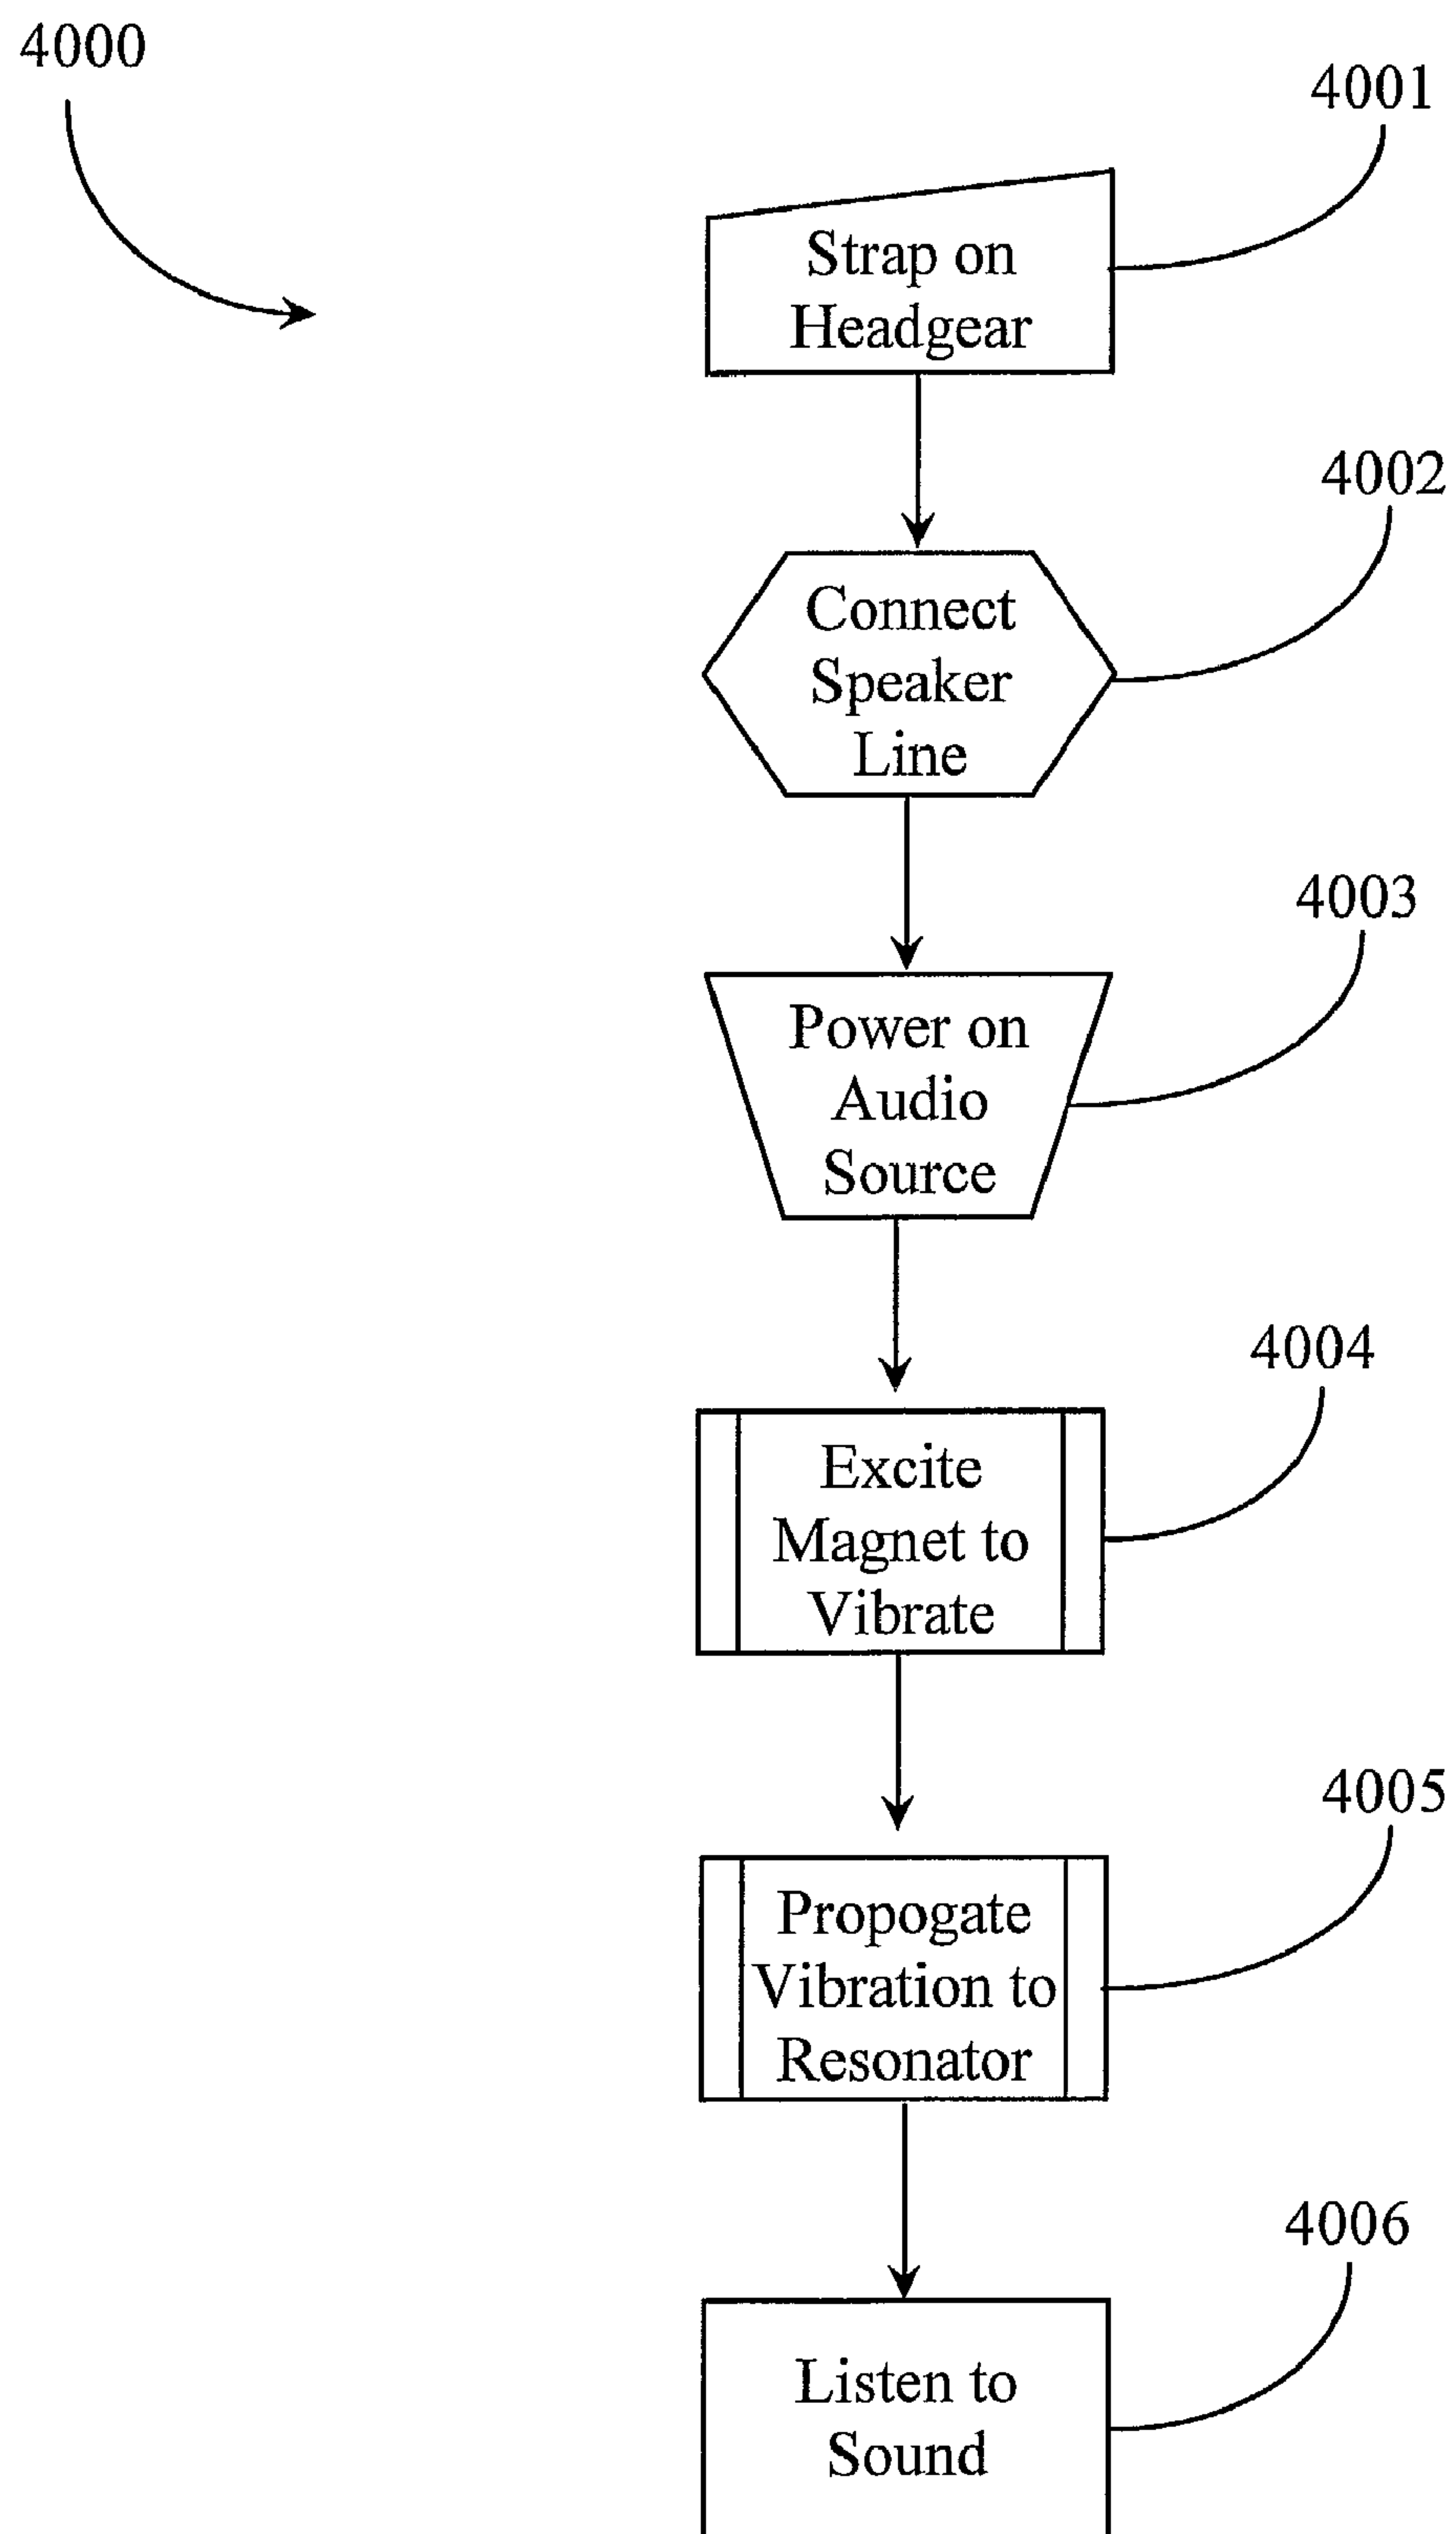 4000
4001
Strap on
Headgear
4002
Connect
Speaker
Line
4003
Power on
Audio
Source
4004
Excite
Magnet to
Vibrate
4005
Propogate
Vibration to
Resonator
4006
Listen to
Sound